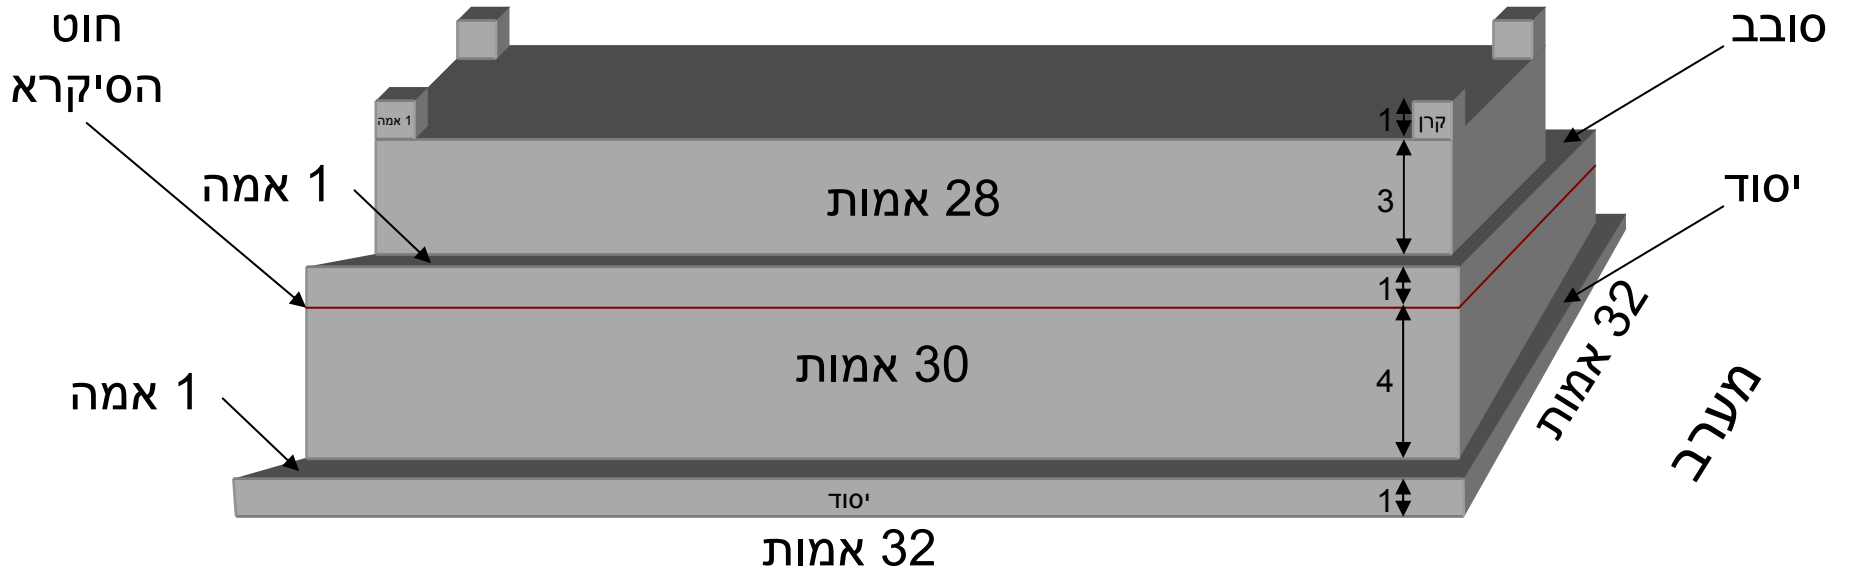 חוט
הסיקרא
סובב
1 אמה
קרן
1
1 אמה
28 אמות
3
יסוד
1
30 אמות
4
1 אמה
32 אמות
מערב
יסוד
1
32 אמות